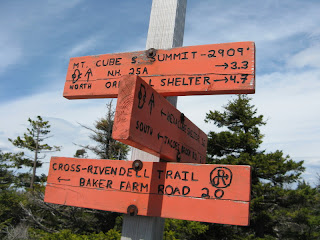 MT. CUBE S. SUMMIT - 2909'
NH 25A → 3.3
NORTH
SHELTER → 4.7
SOUTH
CROSS-RIVENDELL TRAIL
← BAKER FARM ROAD 2.0